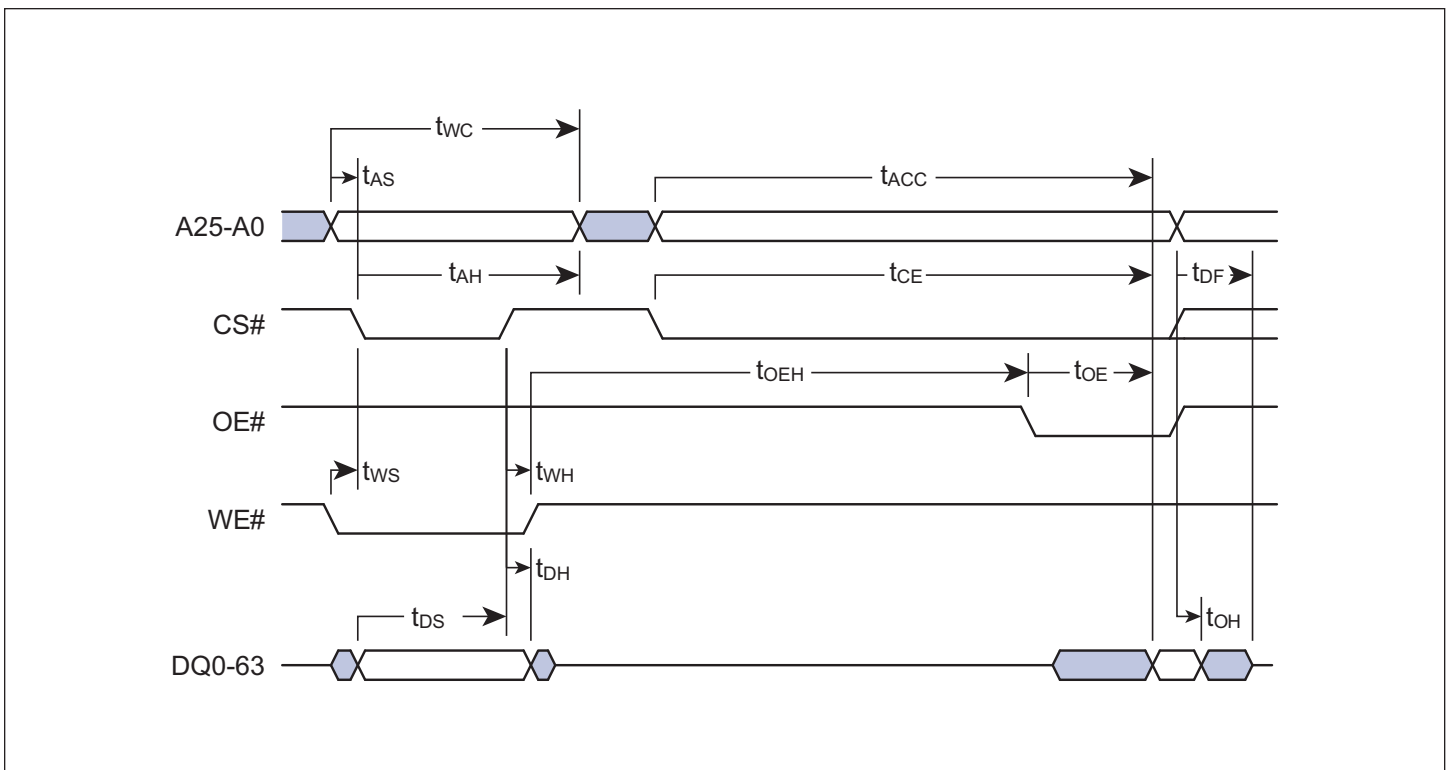 tWC
tAS
tACC
A25-A0
tAH
tCE
tDF
CS#
tOEH
tOE
OE#
tWS
tWH
WE#
tDH
tDS
tOH
DQ0-63